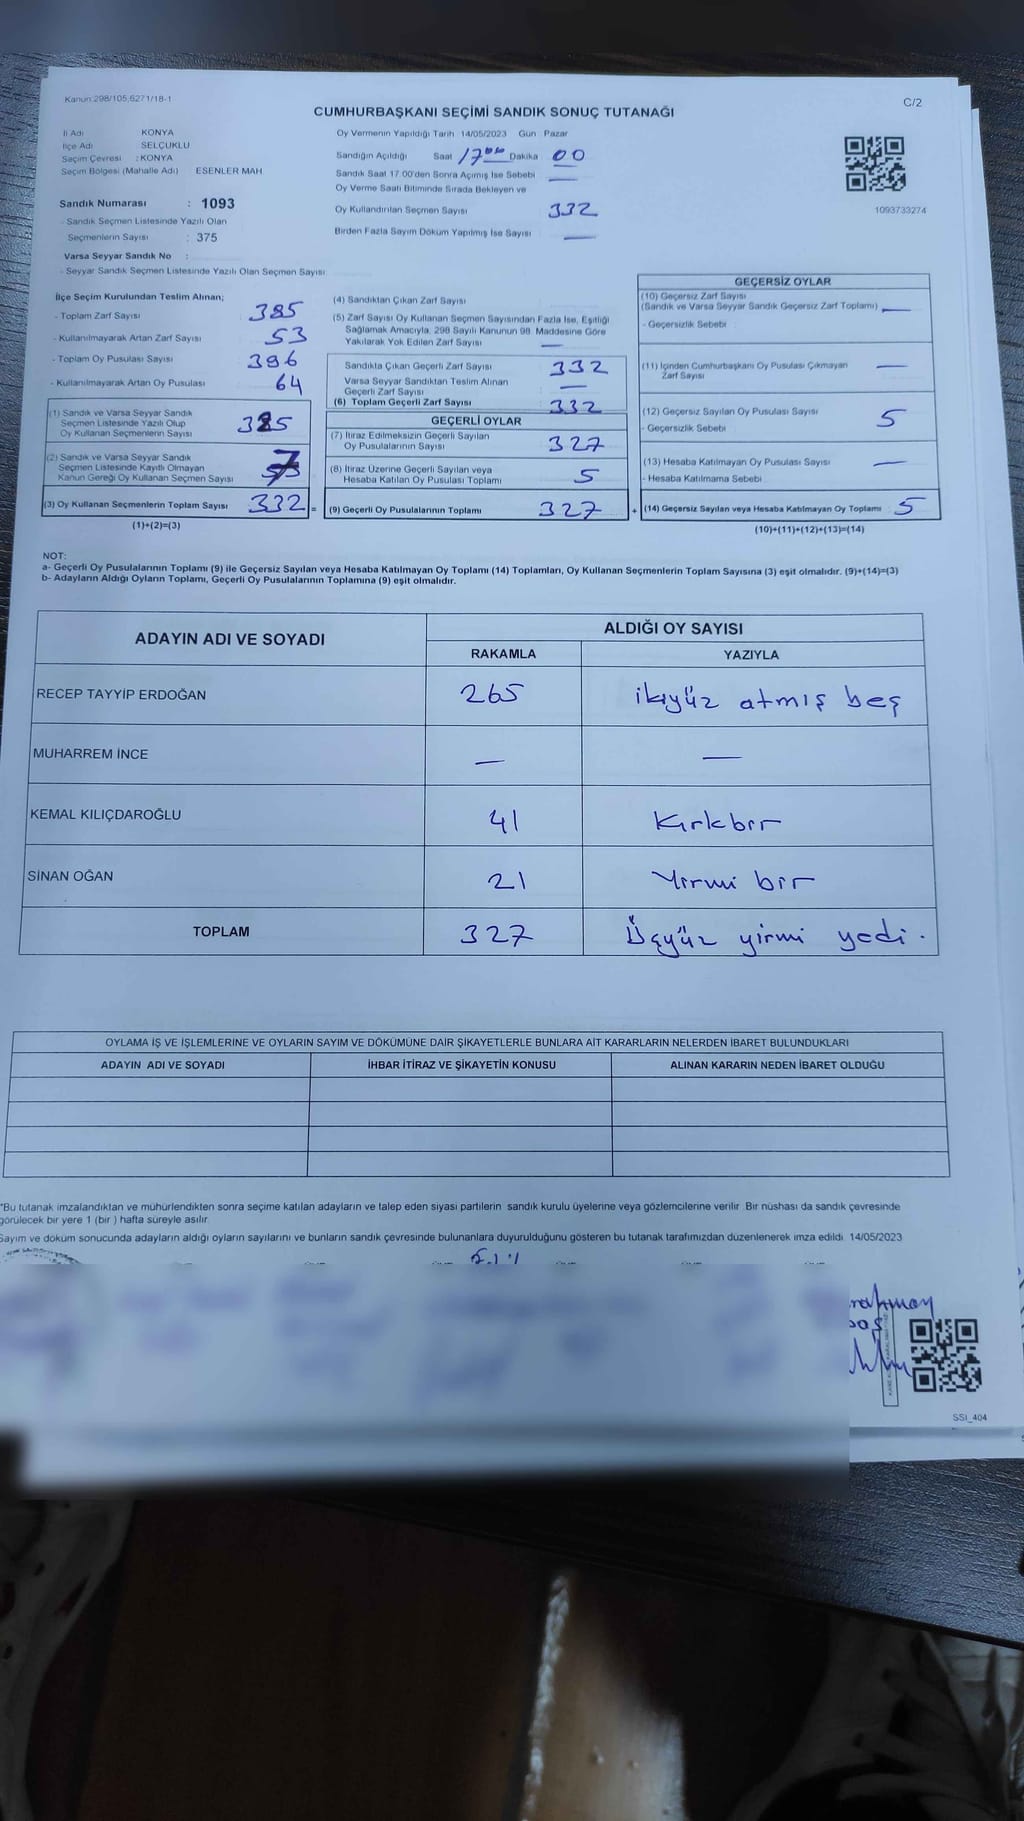 Kanun:298/105,6271/18-1
C/2
CUMHURBAŞKANI SEÇİMİ SANDIK SONUÇ TUTANAĞI
İl Adı KONYA
İlçe Adı SELÇUKLU
Seçim Çevresi : KONYA
Seçim Bölgesi (Mahalle Adı) ESENLER MAH
Sandık Numarası : 1093
- Sandık Seçmen Listesinde Yazılı Olan
Seçmenlerin Sayısı : 375
Varsa Seyyar Sandık No :
- Seyyar Sandık Seçmen Listesinde Yazılı Olan Seçmen Sayısı
Oy Vermenin Yapıldığı Tarih 14/05/2023 Gün Pazar
Sandığın Açıldığı Saat 17 00 Dakika 00
Sandık Saat 17.00'den Sonra Açımış İse Sebebi —
Oy Verme Saati Bitiminde Sırada Bekleyen ve
Oy Kullandırılan Seçmen Sayısı 332
Birden Fazla Sayım Döküm Yapılmış İse Sayısı —
1093733274
İlçe Seçim Kurulundan Teslim Alınan;
- Toplam Zarf Sayısı 385
- Kullanılmayarak Artan Zarf Sayısı 53
- Toplam Oy Pusulası Sayısı 396
- Kullanılmayarak Artan Oy Pusulası 64
(1) Sandık ve Varsa Seyyar Sandık
Seçmen Listesinde Yazılı Olup
Oy Kullanan Seçmenlerin Sayısı 325
(2) Sandık ve Varsa Seyyar Sandık
Seçmen Listesinde Kayıtlı Olmayan
Kanun Gereği Oy Kullanan Seçmen Sayısı 7
(3) Oy Kullanan Seçmenlerin Toplam Sayısı 332 =
(1)+(2)=(3)
(4) Sandıktan Çıkan Zarf Sayısı
(5) Zarf Sayısı Oy Kullanan Seçmen Sayısından Fazla İse, Eşitliği
Sağlamak Amacıyla, 298 Sayılı Kanunun 98. Maddesine Göre
Yakılarak Yok Edilen Zarf Sayısı —
Sandıkta Çıkan Geçerli Zarf Sayısı 332
Varsa Seyyar Sandıktan Teslim Alınan
Geçerli Zarf Sayısı —
(6) Toplam Geçerli Zarf Sayısı 332
GEÇERLİ OYLAR
(7) İtiraz Edilmeksizin Geçerli Sayılan
Oy Pusulalarının Sayısı 327
(8) İtiraz Üzerine Geçerli Sayılan veya
Hesaba Katılan Oy Pusulası Toplamı 5
(9) Geçerli Oy Pusulalarının Toplamı 327 +
GEÇERSİZ OYLAR
(10) Geçersiz Zarf Sayısı
(Sandık ve Varsa Seyyar Sandık Geçersiz Zarf Toplamı) —
- Geçersizlik Sebebi
(11) İçinden Cumhurbaşkanı Oy Pusulası Çıkmayan
Zarf Sayısı —
(12) Geçersiz Sayılan Oy Pusulası Sayısı 5
- Geçersizlik Sebebi
(13) Hesaba Katılmayan Oy Pusulası Sayısı —
- Hesaba Katılmama Sebebi
(14) Geçersiz Sayılan veya Hesaba Katılmayan Oy Toplamı 5
(10)+(11)+(12)+(13)=(14)
NOT:
a- Geçerli Oy Pusulalarının Toplamı (9) ile Geçersiz Sayılan veya Hesaba Katılmayan Oy Toplamı (14) Toplamları, Oy Kullanan Seçmenlerin Toplam Sayısına (3) eşit olmalıdır. (9)+(14)=(3)
b- Adayların Aldığı Oyların Toplamı, Geçerli Oy Pusulalarının Toplamına (9) eşit olmalıdır.
ADAYIN ADI VE SOYADI
ALDIĞI OY SAYISI
RAKAMLA YAZIYLA
RECEP TAYYİP ERDOĞAN 265 ikiyüz atmış beş
MUHARREM İNCE — —
KEMAL KILIÇDAROĞLU 41 Kırkbir
SİNAN OĞAN 21 Yirmi bir
TOPLAM 327 Üçyüz yirmi yedi.
OYLAMA İŞ VE İŞLEMLERİNE VE OYLARIN SAYIM VE DÖKÜMÜNE DAİR ŞİKAYETLERLE BUNLARA AİT KARARLARIN NELERDEN İBARET BULUNDUKLARI
ADAYIN ADI VE SOYADI İHBAR İTİRAZ VE ŞİKAYETİN KONUSU ALINAN KARARIN NEDEN İBARET OLDUĞU
*Bu tutanak imzalandıktan ve mühürlendikten sonra seçime katılan adayların ve talep eden siyasi partilerin sandık kurulu üyelerine veya gözlemcilerine verilir. Bir nüshası da sandık çevresinde
görülecek bir yere 1 (bir ) hafta süreyle asılır.
Sayım ve döküm sonucunda adayların aldığı oyların sayılarını ve bunların sandık çevresinde bulunanlara duyurulduğunu gösteren bu tutanak tarafımızdan düzenlenerek imza edildi 14/05/2023
rahman
SSI_404